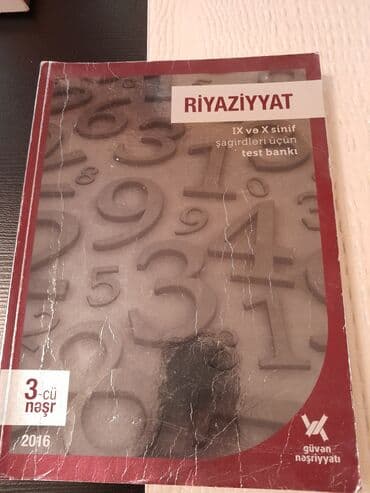 RİYAZİYYAT
IX və X sinif
şagirdləri üçün
test bankı
3-cü
nəşr
2016
güvən
nəşriyyatı